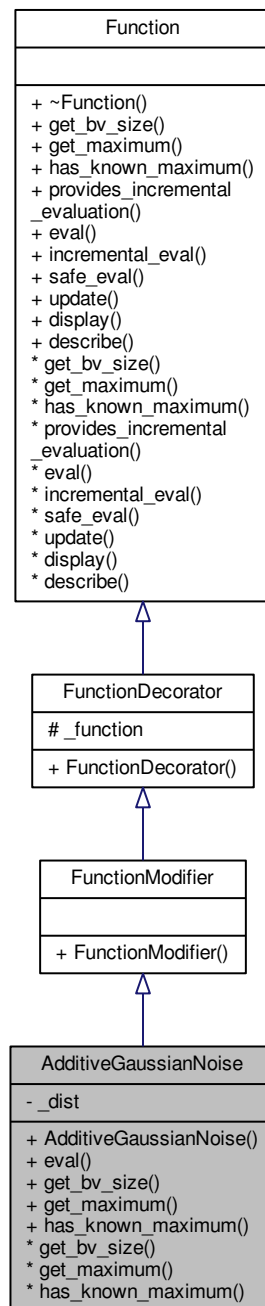 Function
+ ~Function()
+ get_bv_size()
+ get_maximum()
+ has_known_maximum()
+ provides_incremental
_evaluation()
+ eval()
+ incremental_eval()
+ safe_eval()
+ update()
+ display()
+ describe()
* get_bv_size()
* get_maximum()
* has_known_maximum()
* provides_incremental
_evaluation()
* eval()
* incremental_eval()
* safe_eval()
* update()
* display()
* describe()
FunctionDecorator
# _function
+ FunctionDecorator()
FunctionModifier
+ FunctionModifier()
AdditiveGaussianNoise
- _dist
+ AdditiveGaussianNoise()
+ eval()
+ get_bv_size()
+ get_maximum()
+ has_known_maximum()
* get_bv_size()
* get_maximum()
* has_known_maximum()